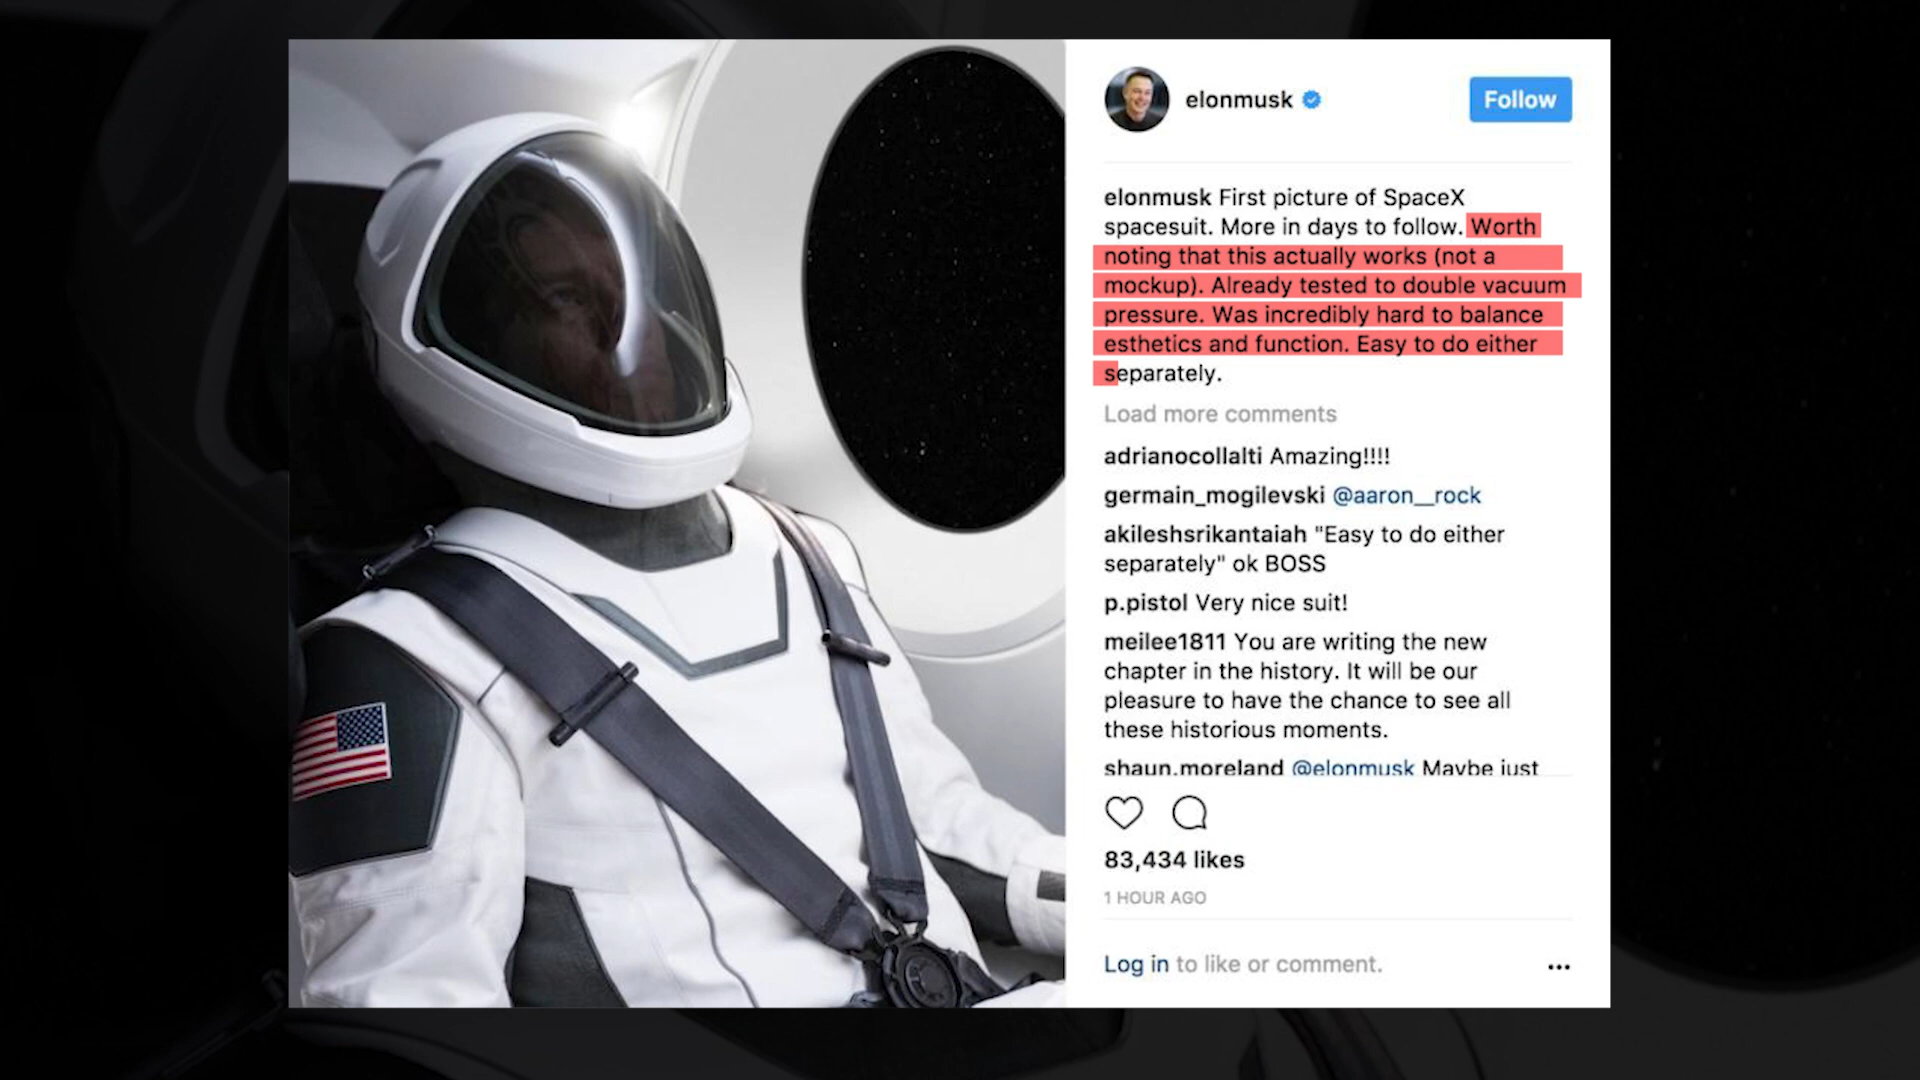 elonmusk
Follow
elonmusk First picture of SpaceX
spacesuit. More in days to follow. Worth
noting that this actually works (not a
mockup). Already tested to double vacuum
pressure. Was incredibly hard to balance
esthetics and function. Easy to do either
separately.
Load more comments
adrianocollalti Amazing!!!!
germain_mogilevski @aaron__rock
akileshsrikantaiah "Easy to do either
separately" ok BOSS
p.pistol Very nice suit!
meilee1811 You are writing the new
chapter in the history. It will be our
pleasure to have the chance to see all
these historious moments.
shaun.moreland @elonmusk Maybe just
83,434 likes
1 HOUR AGO
Log in to like or comment.